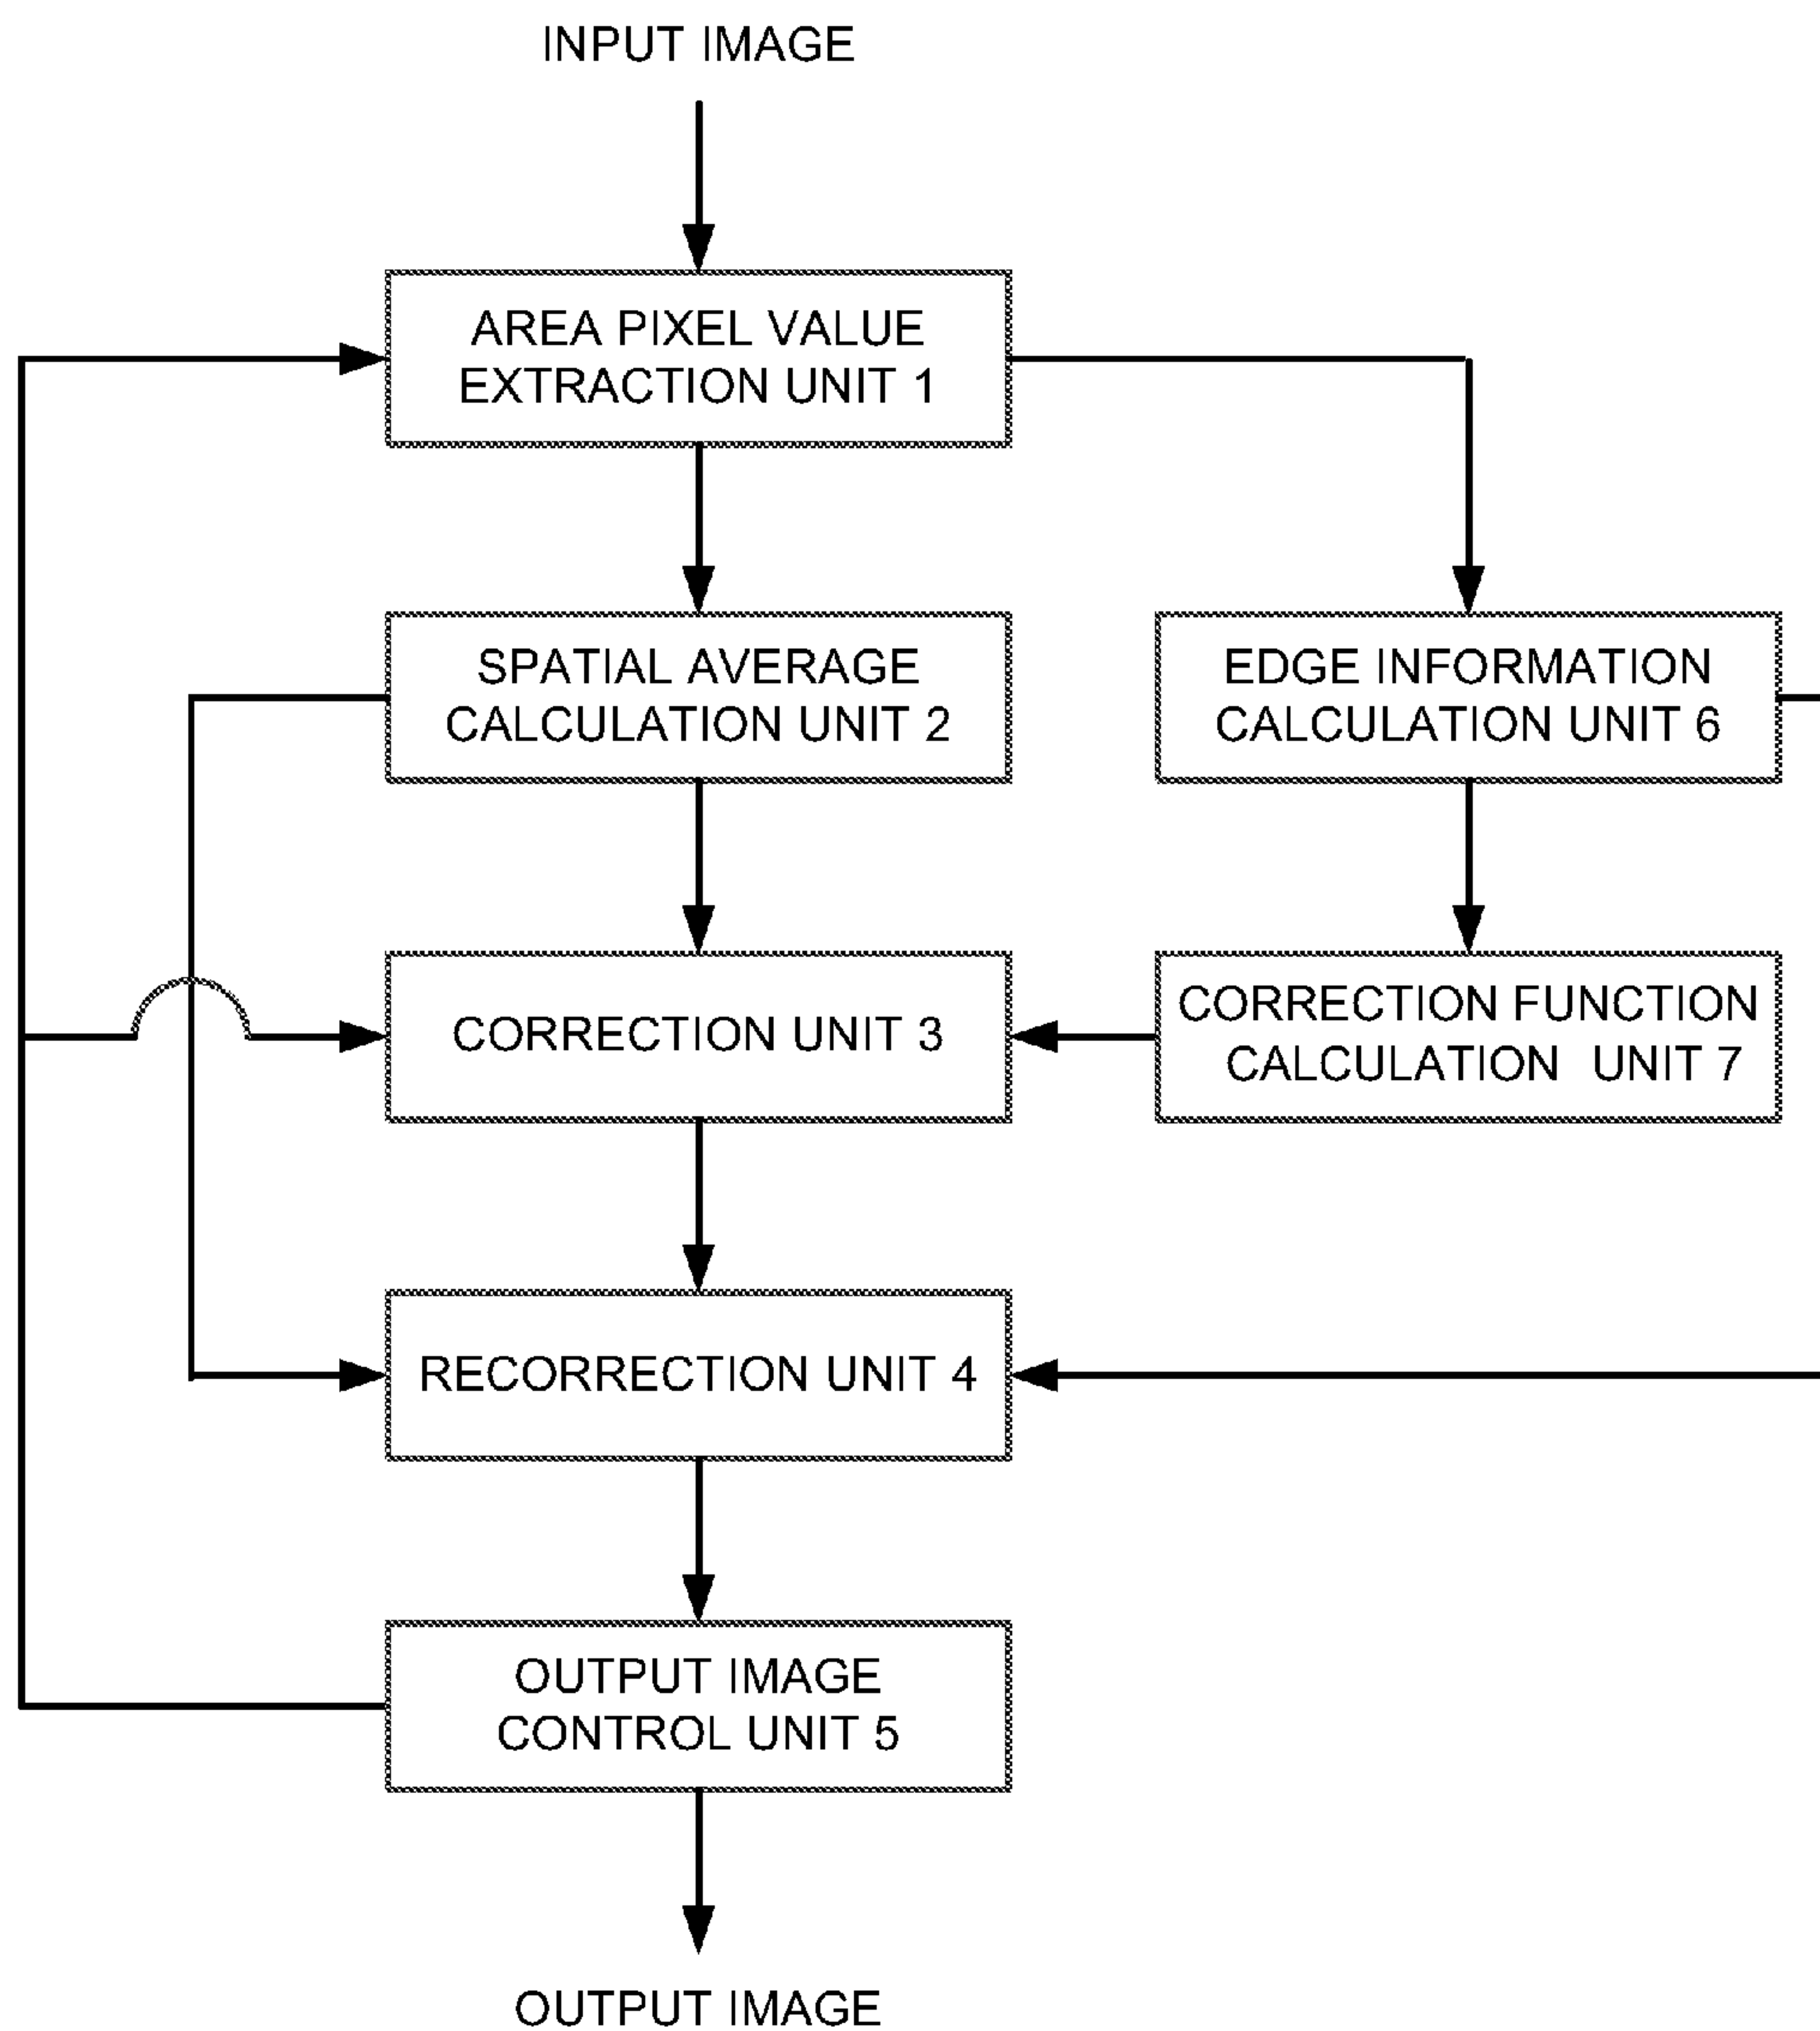 INPUT IMAGE
AREA PIXEL VALUE
EXTRACTION UNIT 1
SPATIAL AVERAGE
CALCULATION UNIT 2
EDGE INFORMATION
CALCULATION UNIT 6
CORRECTION UNIT 3
CORRECTION FUNCTION
CALCULATION UNIT 7
RECORRECTION UNIT 4
OUTPUT IMAGE
CONTROL UNIT 5
OUTPUT IMAGE